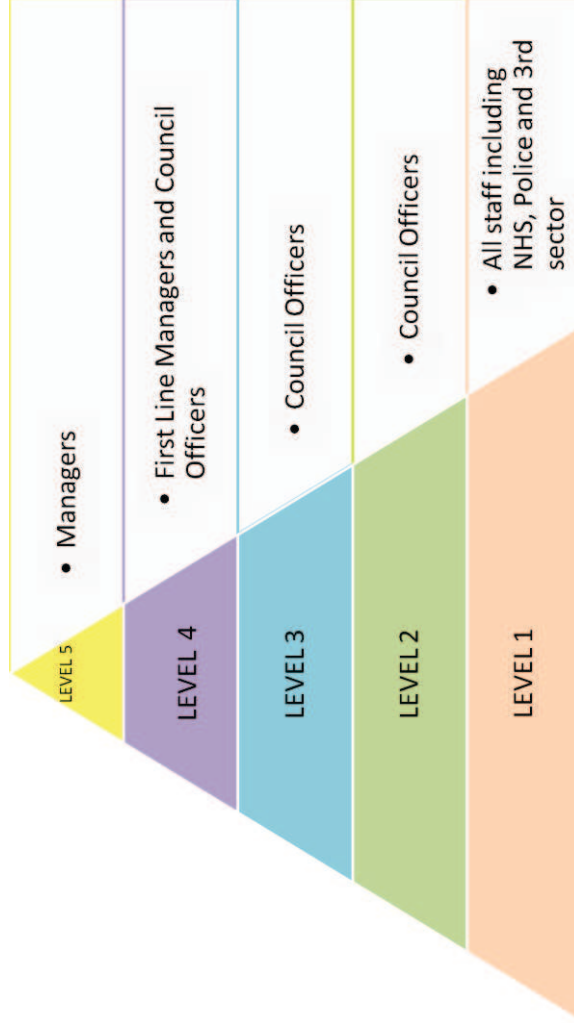 LEVEL 5
• Managers
LEVEL 4
• First Line Managers and Council
Officers
LEVEL 3
• Council Officers
LEVEL 2
• Council Officers
LEVEL 1
• All staff including
NHS, Police and 3rd
sector